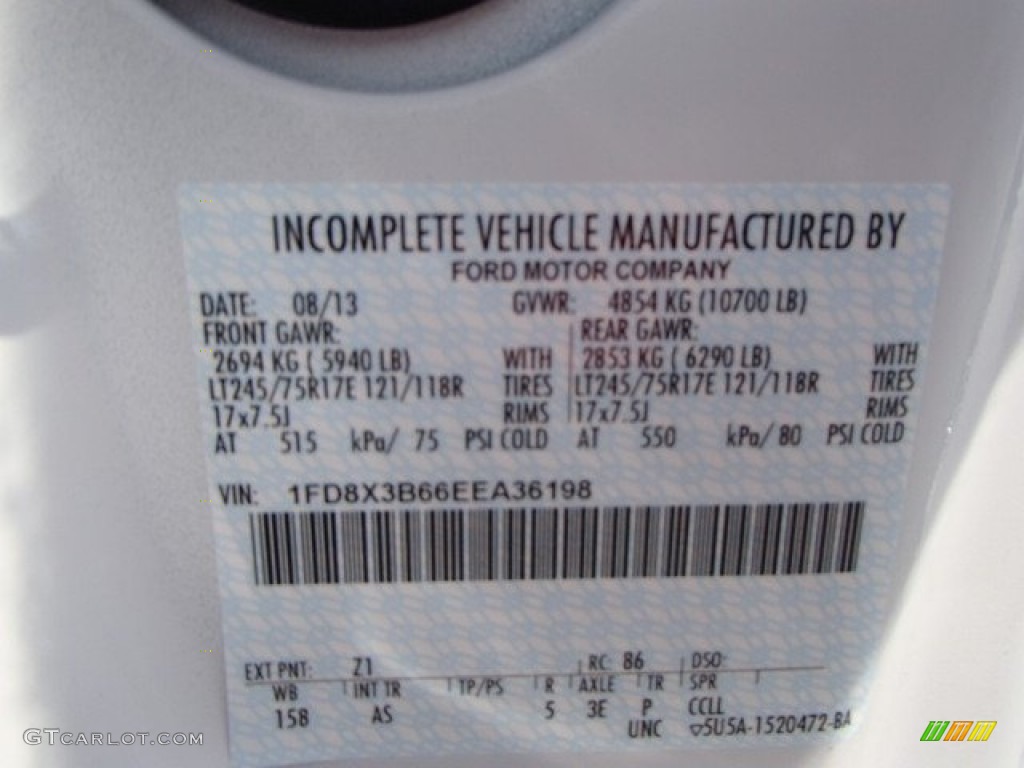 INCOMPLETE VEHICLE MANUFACTURED BY
FORD MOTOR COMPANY
DATE: 08/13 GVWR: 4854 KG (10700 LB)
FRONT GAWR: REAR GAWR:
2694 KG ( 5940 LB) WITH 2853 KG ( 6290 LB) WITH
LT245/75R17E 121/118R TIRES LT245/75R17E 121/118R TIRES
17x7.5J RIMS 17x7.5J RIMS
AT 515 kPa/ 75 PSI COLD AT 550 kPa/ 80 PSI COLD
VIN: 1FD8X3B66EEA36198
EXT PNT: Z1 RC: 86 DSO:
WB INT TR TP/PS R AXLE TR SPR
158 AS 5 3E P CCLL
UNC 5U5A-1520472-BA
GTCARLOT.COM